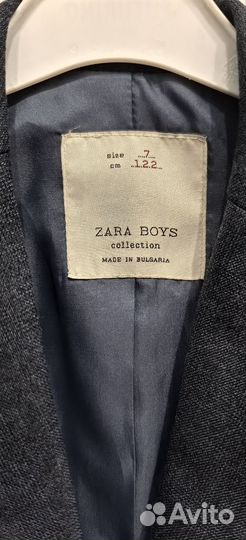 size ....7....
cm ..122..
ZARA BOYS
collection
MADE IN BULGARIA
Avito